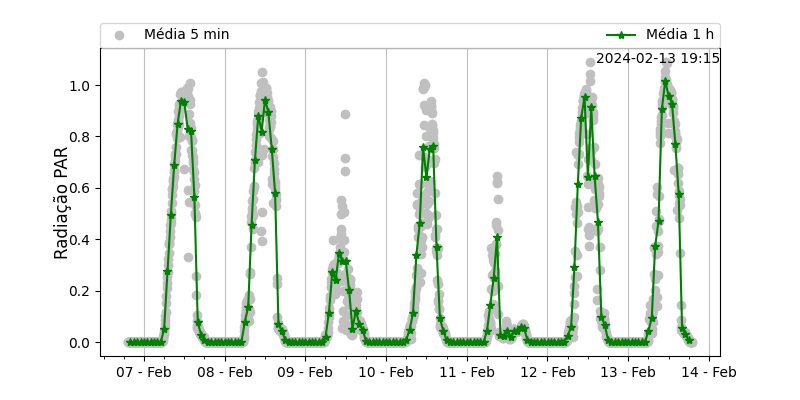 Média 5 min
Média 1 h
2024-02-13 19:15
Radiação PAR
1.0
0.8
0.6
0.4
0.2
0.0
07 - Feb
08 - Feb
09 - Feb
10 - Feb
11 - Feb
12 - Feb
13 - Feb
14 - Feb